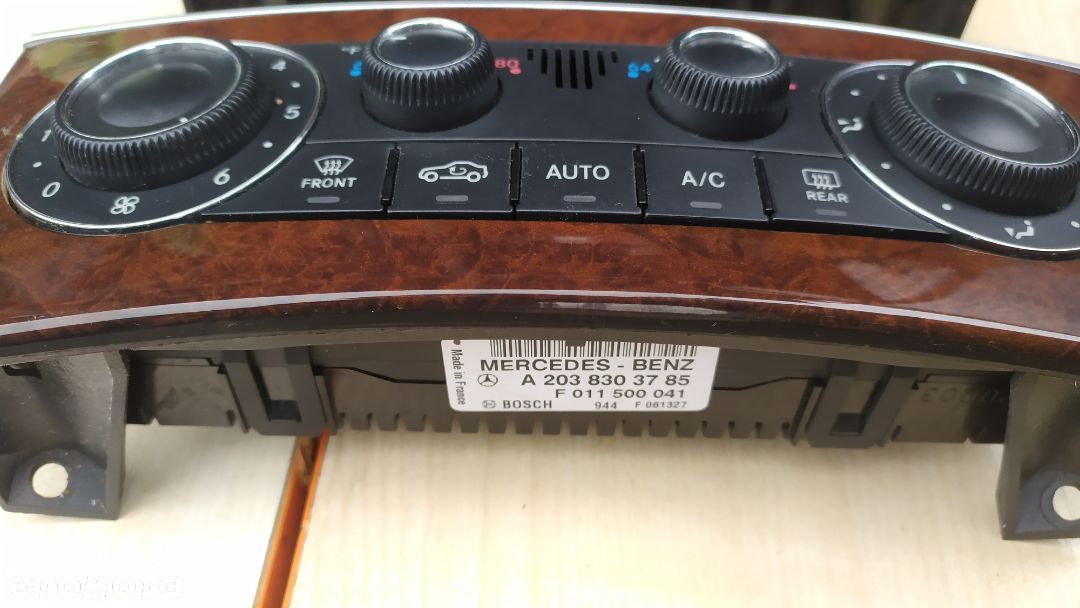 °F
80
64
4
5
6
1
0
FRONT
AUTO
A/C
REAR
Made in France
MERCEDES - BENZ
A 203 830 37 85
F 011 500 041
BOSCH 944 F 061327